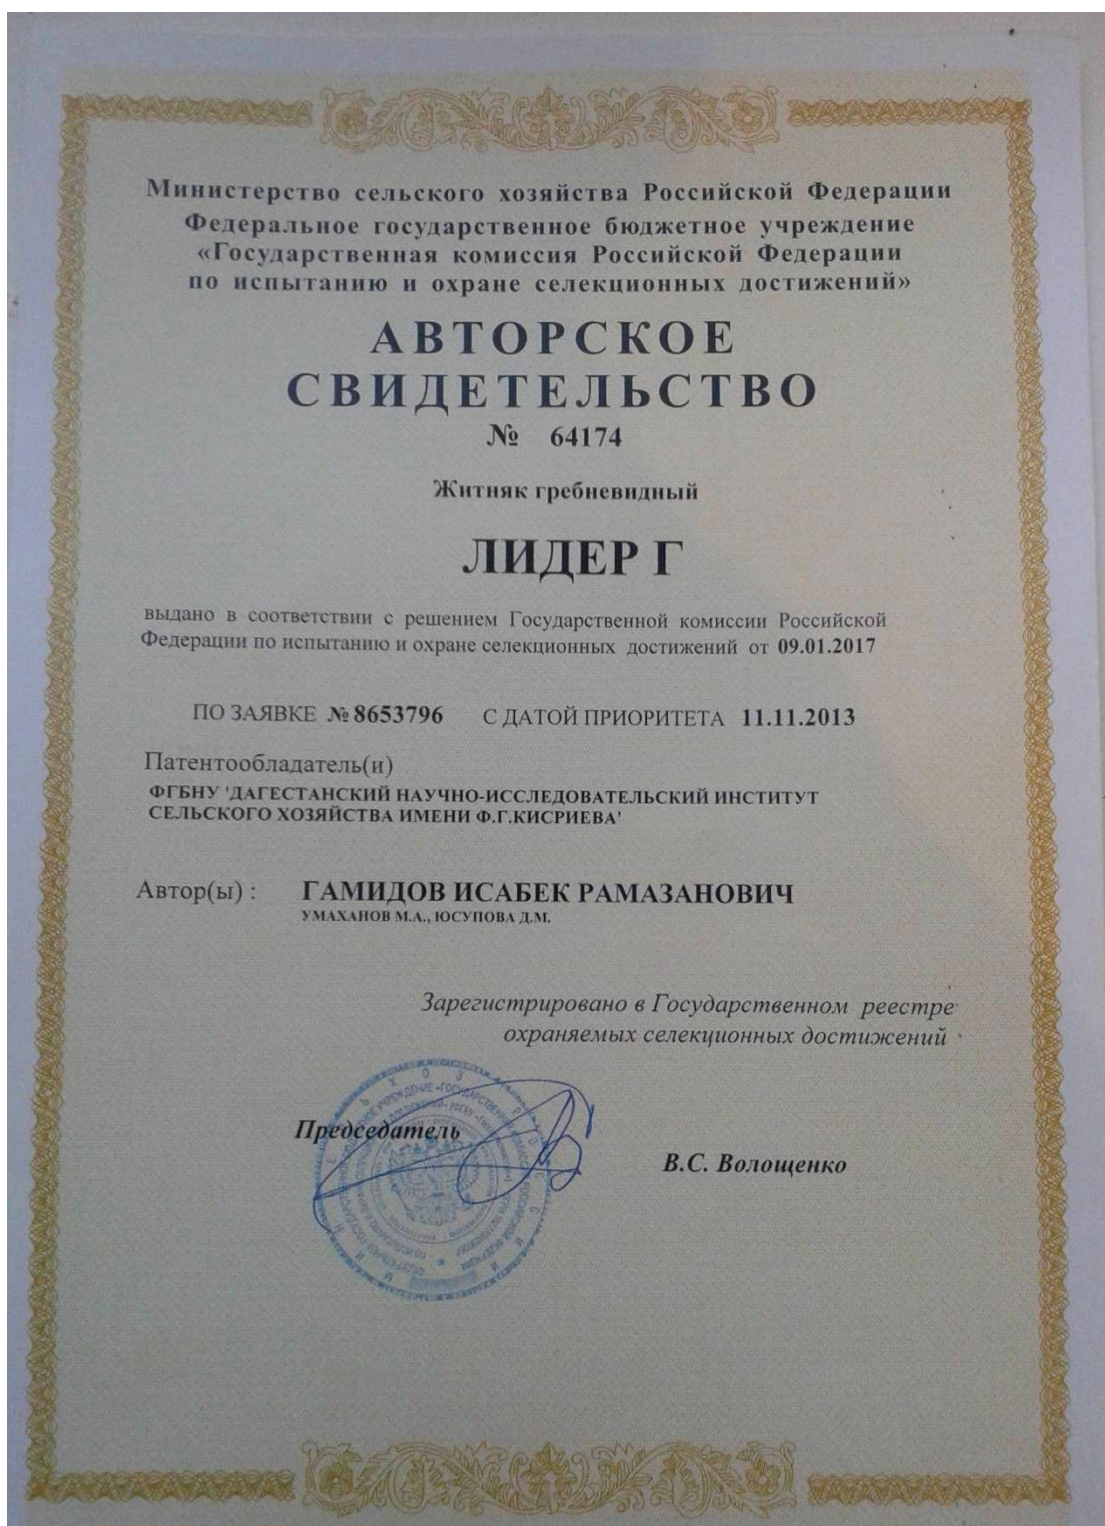 Министерство сельского хозяйства Российской Федерации
Федеральное государственное бюджетное учреждение
«Государственная комиссия Российской Федерации
по испытанию и охране селекционных достижений»
АВТОРСКОЕ
СВИДЕТЕЛЬСТВО
№ 64174
Житняк гребневидный
ЛИДЕР Г
выдано в соответствии с решением Государственной комиссии Российской
Федерации по испытанию и охране селекционных достижений от 09.01.2017
ПО ЗАЯВКЕ № 8653796 С ДАТОЙ ПРИОРИТЕТА 11.11.2013
Патентообладатель(и)
ФГБНУ 'ДАГЕСТАНСКИЙ НАУЧНО-ИССЛЕДОВАТЕЛЬСКИЙ ИНСТИТУТ
СЕЛЬСКОГО ХОЗЯЙСТВА ИМЕНИ Ф.Г.КИСРИЕВА'
Автор(ы) : ГАМИДОВ ИСАБЕК РАМАЗАНОВИЧ
УМАХАНОВ М.А., ЮСУПОВА Д.М.
Зарегистрировано в Государственном реестре
охраняемых селекционных достижений
Председатель
В.С. Волощенко